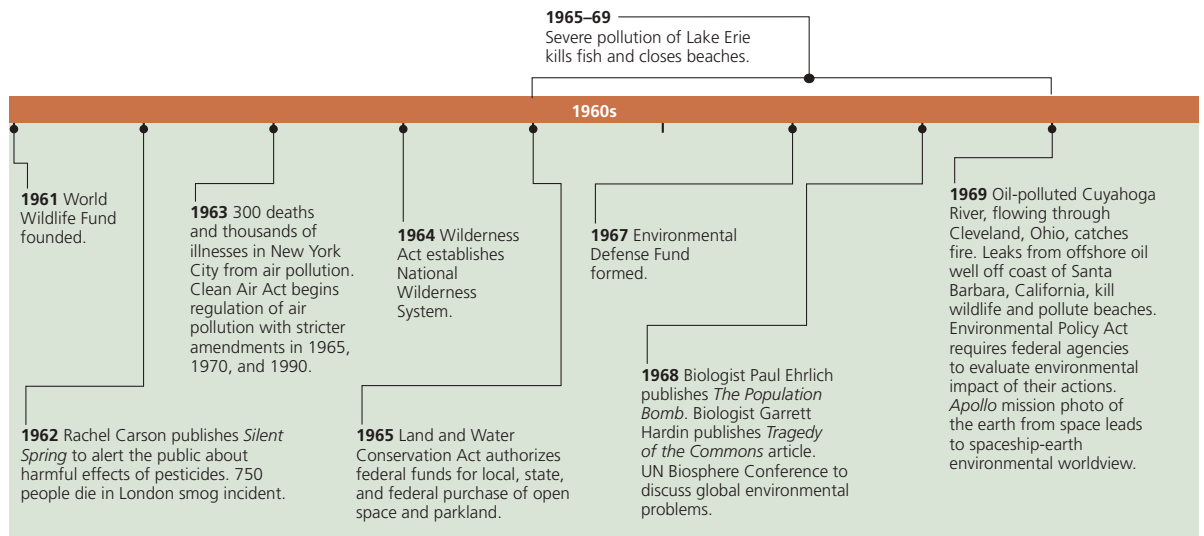 1965–69
Severe pollution of Lake Erie
kills fish and closes beaches.
1960s
1961 World
Wildlife Fund
founded.
1962 Rachel Carson publishes Silent
Spring to alert the public about
harmful effects of pesticides. 750
people die in London smog incident.
1963 300 deaths
and thousands of
illnesses in New York
City from air pollution.
Clean Air Act begins
regulation of air
pollution with stricter
amendments in 1965,
1970, and 1990.
1964 Wilderness
Act establishes
National
Wilderness
System.
1965 Land and Water
Conservation Act authorizes
federal funds for local, state,
and federal purchase of open
space and parkland.
1967 Environmental
Defense Fund
formed.
1968 Biologist Paul Ehrlich
publishes The Population
Bomb. Biologist Garrett
Hardin publishes Tragedy
of the Commons article.
UN Biosphere Conference to
discuss global environmental
problems.
1969 Oil-polluted Cuyahoga
River, flowing through
Cleveland, Ohio, catches
fire. Leaks from offshore oil
well off coast of Santa
Barbara, California, kill
wildlife and pollute beaches.
Environmental Policy Act
requires federal agencies
to evaluate environmental
impact of their actions.
Apollo mission photo of
the earth from space leads
to spaceship-earth
environmental worldview.